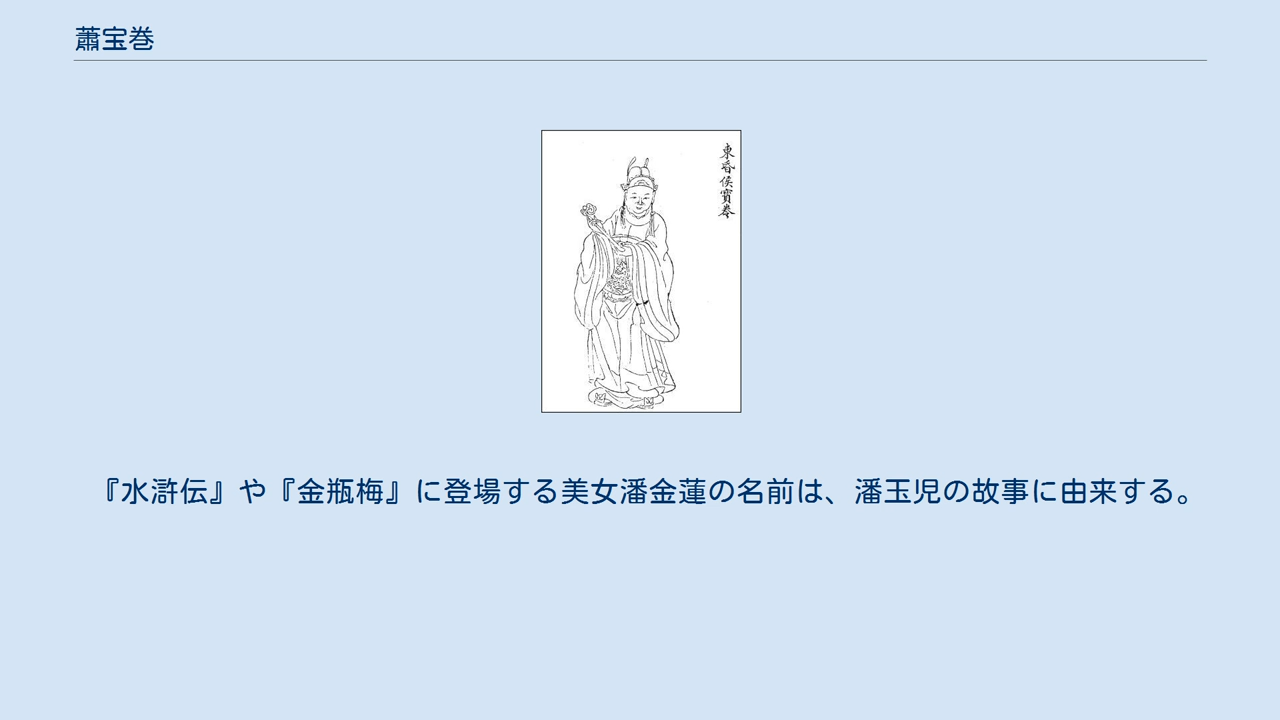 蕭宝巻
東昏侯寳巻
『水滸伝』や『金瓶梅』に登場する美女潘金蓮の名前は、潘玉児の故事に由来する。